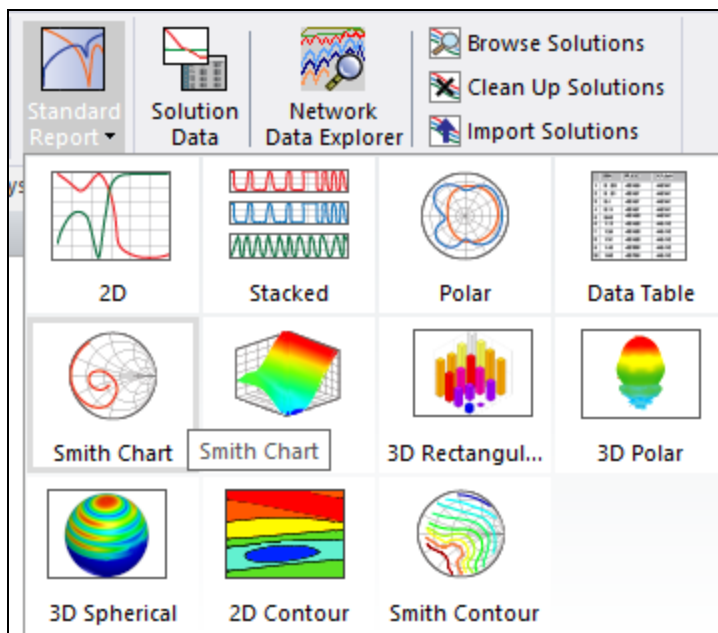 Standard
Report
Solution
Data
Network
Data Explorer
Browse Solutions
Clean Up Solutions
Import Solutions
ys
2D
Stacked
Polar
Data Table
Smith Chart
Smith Chart
3D Rectangul...
3D Polar
3D Spherical
2D Contour
Smith Contour